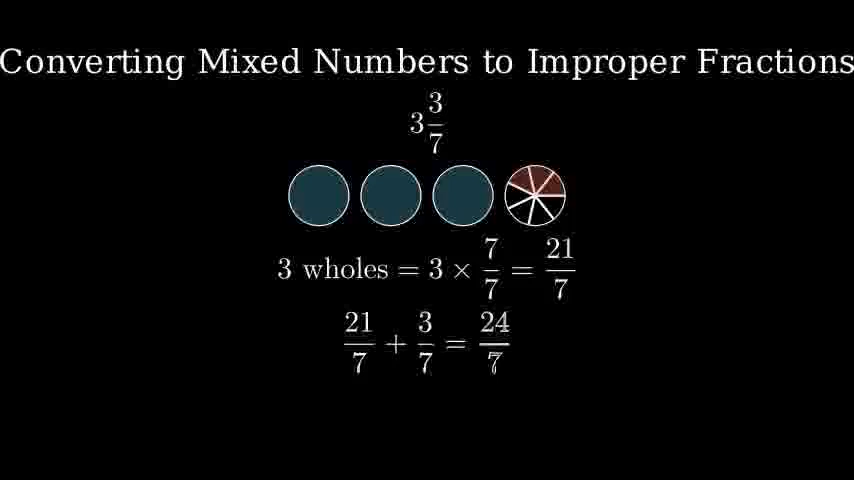 Converting Mixed Numbers to Improper Fractions
3 3/7
3 wholes = 3 × 7/7 = 21/7
21/7 + 3/7 = 24/7